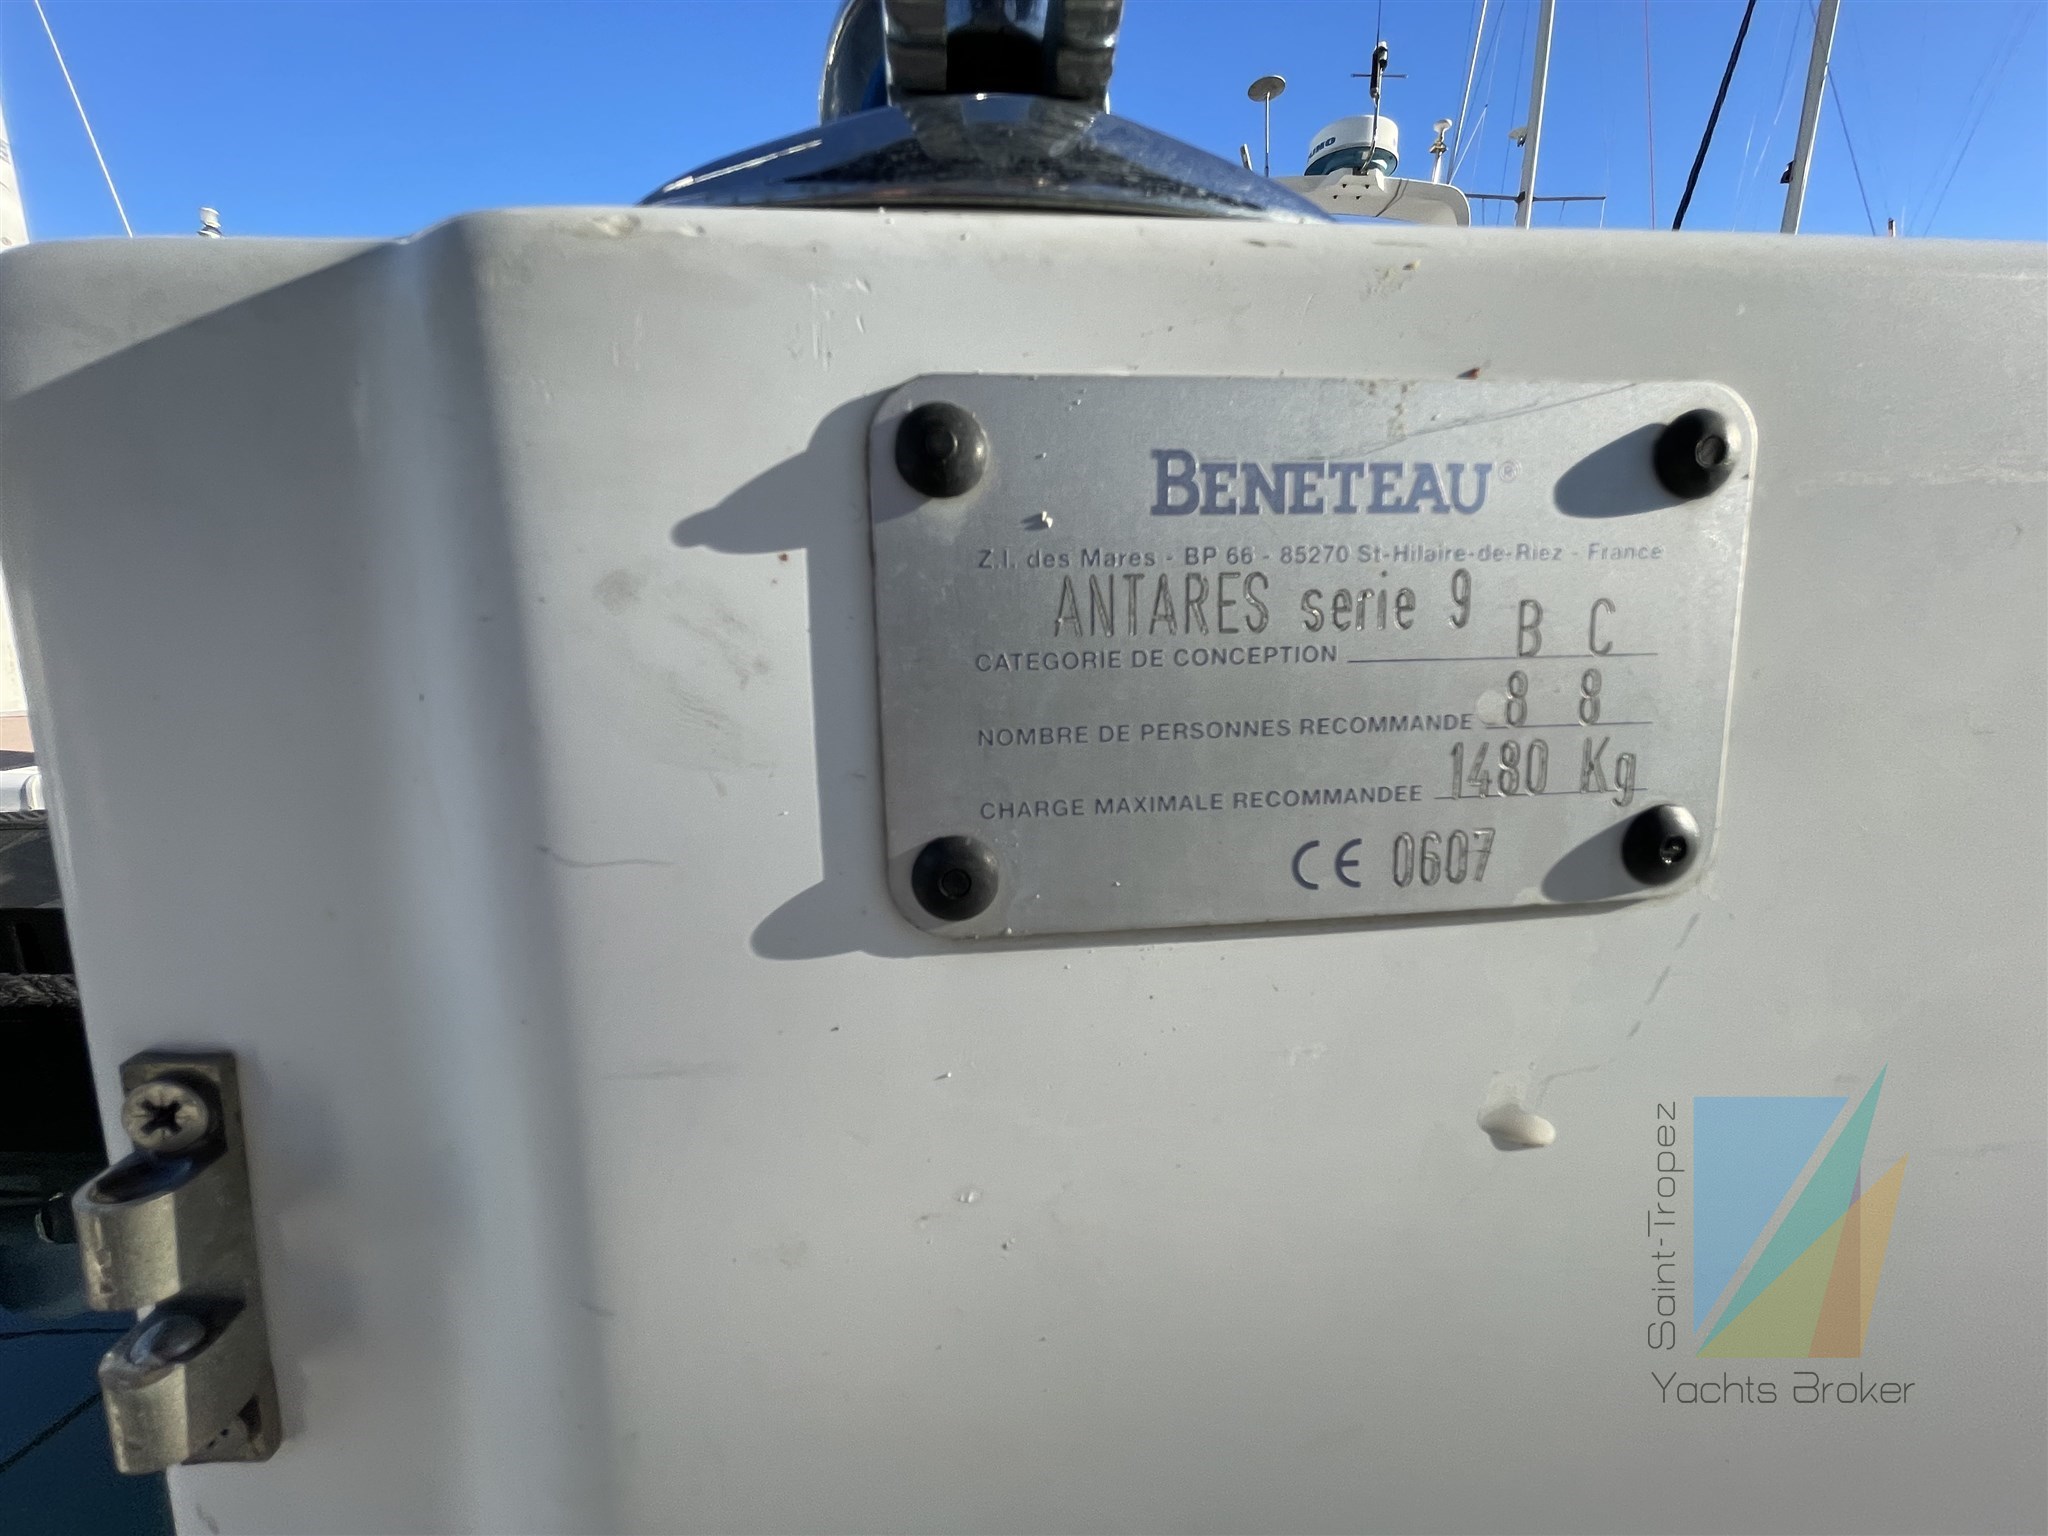 BENETEAU®
Z.I. des Mares - BP 66 - 85270 St-Hilaire-de-Riez - France
ANTARES serie 9
CATEGORIE DE CONCEPTION B C
NOMBRE DE PERSONNES RECOMMANDE 8 8
CHARGE MAXIMALE RECOMMANDEE 1480 Kg
CE 0607
Saint-Tropez
Yachts Broker